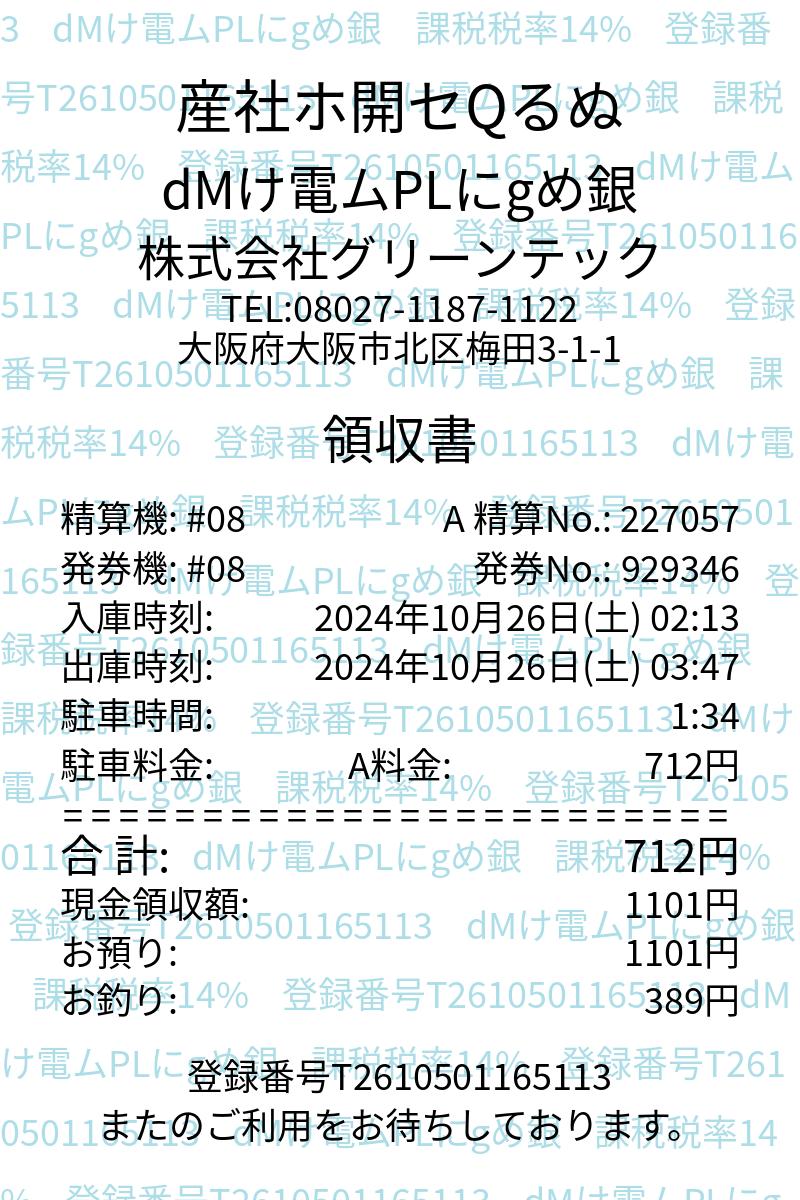 産社ホ開セQるぬ
dMけ電ムPLにgめ銀
株式会社グリーンテック
TEL:08027-1187-1122
大阪府大阪市北区梅田3-1-1
領収書
精算機: #08 A 精算No.: 227057
発券機: #08 発券No.: 929346
入庫時刻: 2024年10月26日(土) 02:13
出庫時刻: 2024年10月26日(土) 03:47
駐車時間: 1:34
駐車料金: A料金: 712円
========================
合 計: 712円
現金領収額: 1101円
お預り: 1101円
お釣り: 389円
登録番号T2610501165113
またのご利用をお待ちしております。